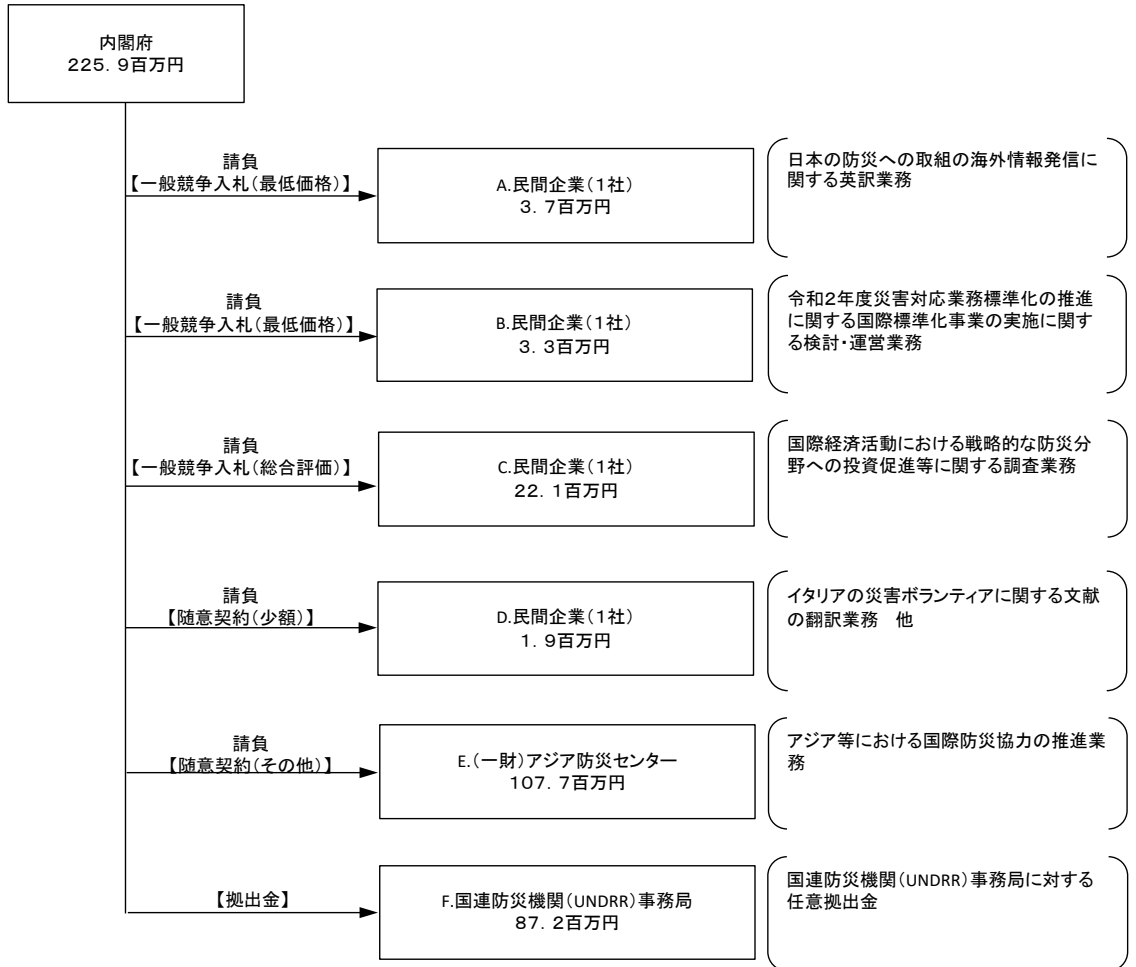 内閣府
225．9百万円
請負
【一般競争入札（最低価格）】
A.民間企業（1社）
3．7百万円
日本の防災への取組の海外情報発信に
関する英訳業務
請負
【一般競争入札（最低価格）】
B.民間企業（1社）
3．3百万円
令和２年度災害対応業務標準化の推進
に関する国際標準化事業の実施に関す
る検討・運営業務
請負
【一般競争入札（総合評価）】
C.民間企業（1社）
22．1百万円
国際経済活動における戦略的な防災分
野への投資促進等に関する調査業務
請負
【随意契約（少額）】
D.民間企業（1社）
1．9百万円
イタリアの災害ボランティアに関する文献
の翻訳業務　他
請負
【随意契約（その他）】
E.（一財）アジア防災センター
107．7百万円
アジア等における国際防災協力の推進業
務
【拠出金】
F.国連防災機関（UNDRR）事務局
87．2百万円
国連防災機関（UNDRR）事務局に対する
任意拠出金